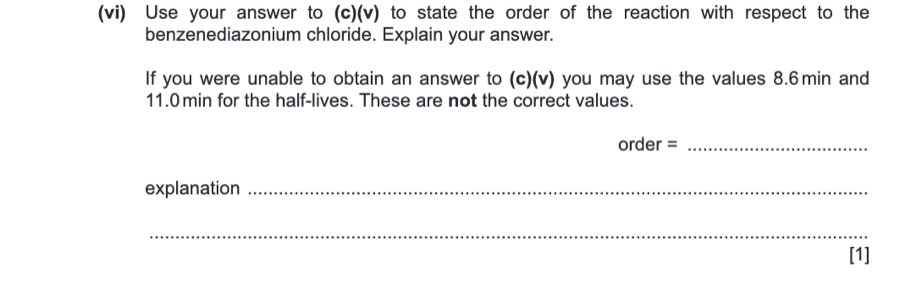 (vi) Use your answer to (c)(v) to state the order of the reaction with respect to the
benzenediazonium chloride. Explain your answer.
If you were unable to obtain an answer to (c)(v) you may use the values 8.6 min and
11.0 min for the half-lives. These are not the correct values.
order = ....................................
explanation ....................................................................................................................
....................................................................................................................................
[1]